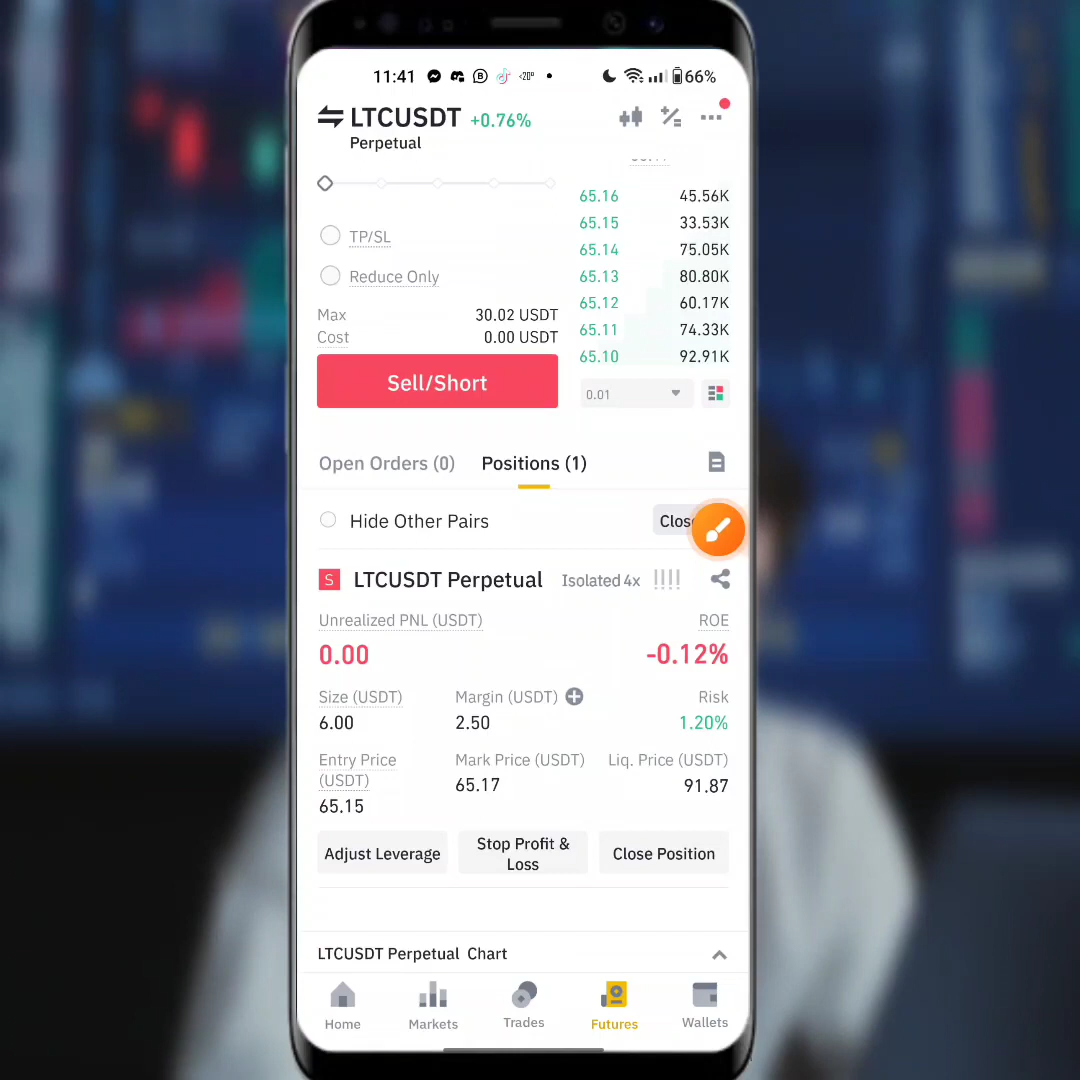 11:41
<20°
66%
LTCUSDT +0.76%
Perpetual
65.16 45.56K
65.15 33.53K
65.14 75.05K
65.13 80.80K
65.12 60.17K
65.11 74.33K
65.10 92.91K
TP/SL
Reduce Only
Max 30.02 USDT
Cost 0.00 USDT
Sell/Short
0.01
Open Orders (0) Positions (1)
Hide Other Pairs
S LTCUSDT Perpetual Isolated 4x !!!!
Unrealized PNL (USDT) ROE
0.00 -0.12%
Size (USDT) Margin (USDT) Risk
6.00 2.50 1.20%
Entry Price (USDT) Mark Price (USDT) Liq. Price (USDT)
65.15 65.17 91.87
Adjust Leverage
Stop Profit &
Loss
Close Position
LTCUSDT Perpetual Chart
Home Markets Trades Futures Wallets